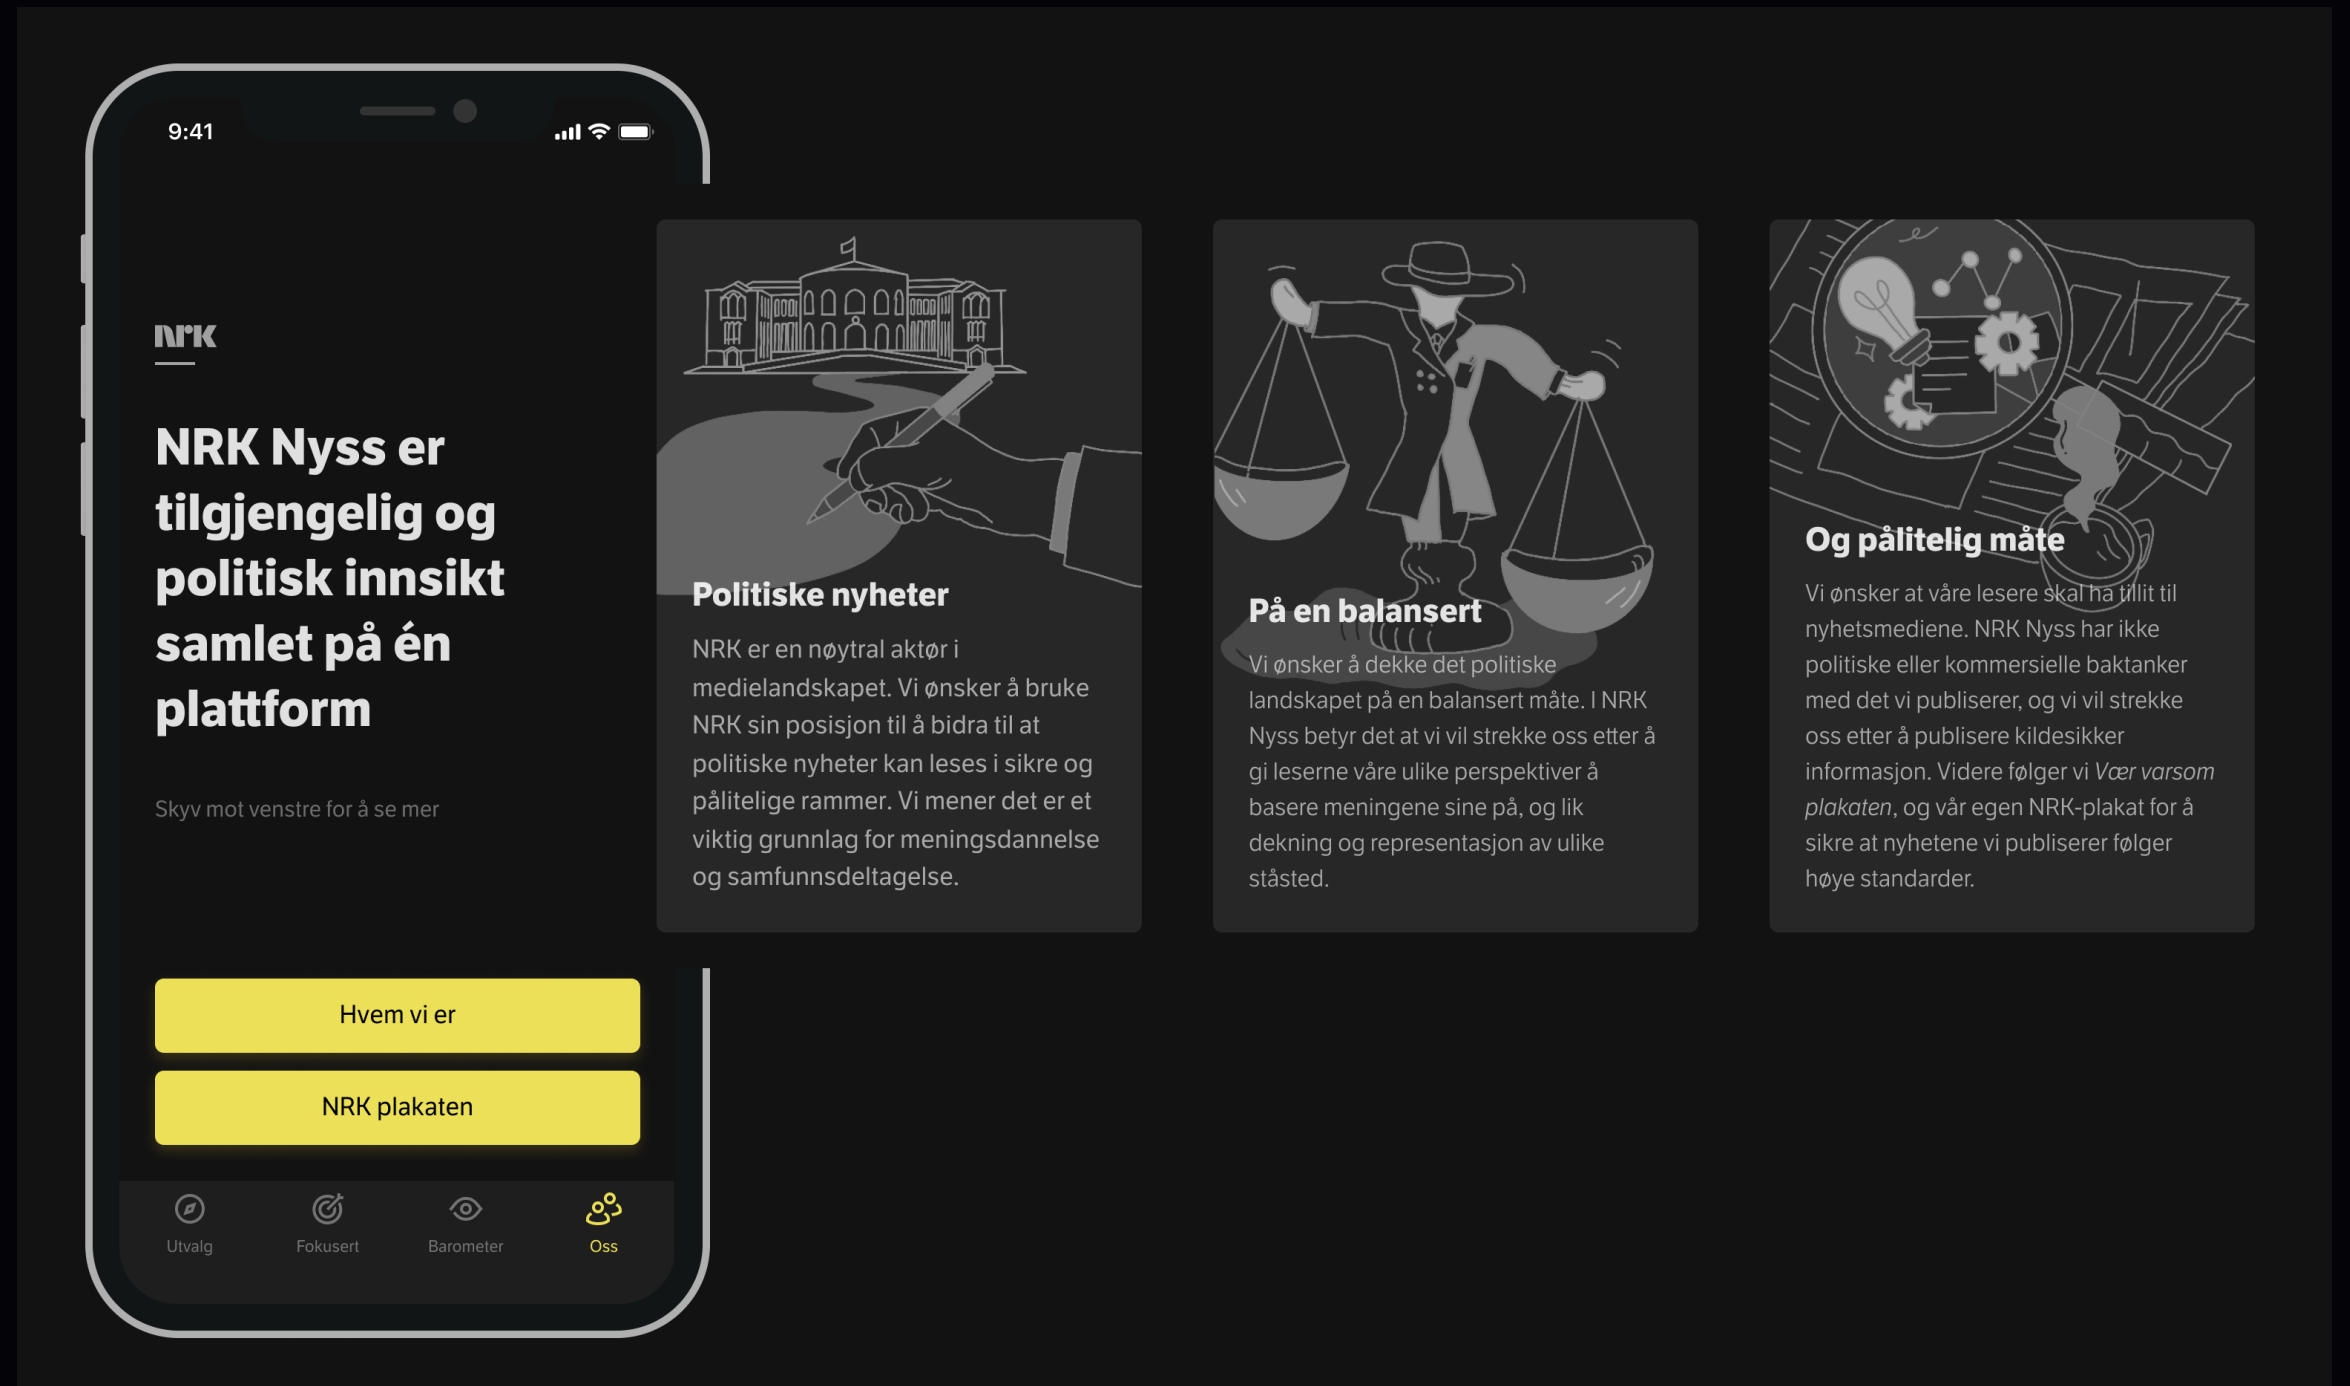 9:41
nrk
NRK Nyss er
tilgjengelig og
politisk innsikt
samlet på én
plattform
Skyv mot venstre for å se mer
Hvem vi er
NRK plakaten
Utvalg
Fokusert
Barometer
Oss
Politiske nyheter
NRK er en nøytral aktør i
medielandskapet. Vi ønsker å bruke
NRK sin posisjon til å bidra til at
politiske nyheter kan leses i sikre og
pålitelige rammer. Vi mener det er et
viktig grunnlag for meningsdannelse
og samfunnsdeltagelse.
På en balansert
Vi ønsker å dekke det politiske
landskapet på en balansert måte. I NRK
Nyss betyr det at vi vil strekke oss etter å
gi leserne våre ulike perspektiver å
basere meningene sine på, og lik
dekning og representasjon av ulike
ståsted.
Og pålitelig måte
Vi ønsker at våre lesere skal ha tillit til
nyhetsmediene. NRK Nyss har ikke
politiske eller kommersielle baktanker
med det vi publiserer, og vi vil strekke
oss etter å publisere kildesikker
informasjon. Videre følger vi Vær varsom
plakaten, og vår egen NRK-plakat for å
sikre at nyhetene vi publiserer følger
høye standarder.